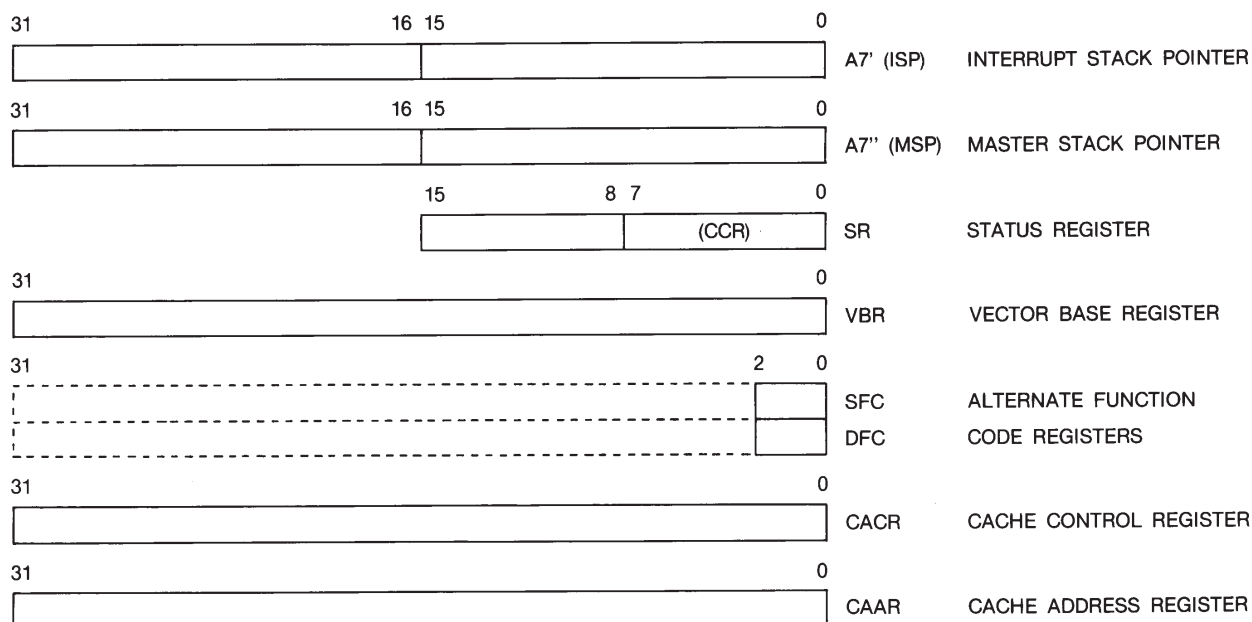 31 16 15 0
A7' (ISP) INTERRUPT STACK POINTER
31 16 15 0
A7'' (MSP) MASTER STACK POINTER
15 8 7 0
(CCR) SR STATUS REGISTER
31 0
VBR VECTOR BASE REGISTER
31 2 0
SFC ALTERNATE FUNCTION
DFC CODE REGISTERS
31 0
CACR CACHE CONTROL REGISTER
31 0
CAAR CACHE ADDRESS REGISTER